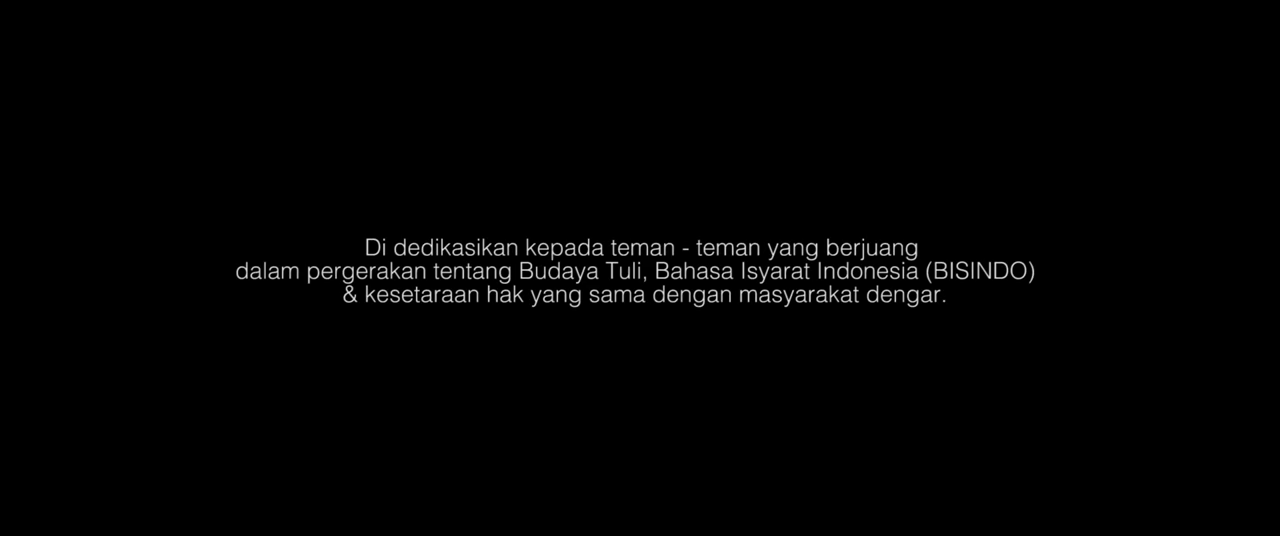 Di dedikasikan kepada teman - teman yang berjuang
dalam pergerakan tentang Budaya Tuli, Bahasa Isyarat Indonesia (BISINDO)
& kesetaraan hak yang sama dengan masyarakat dengar.